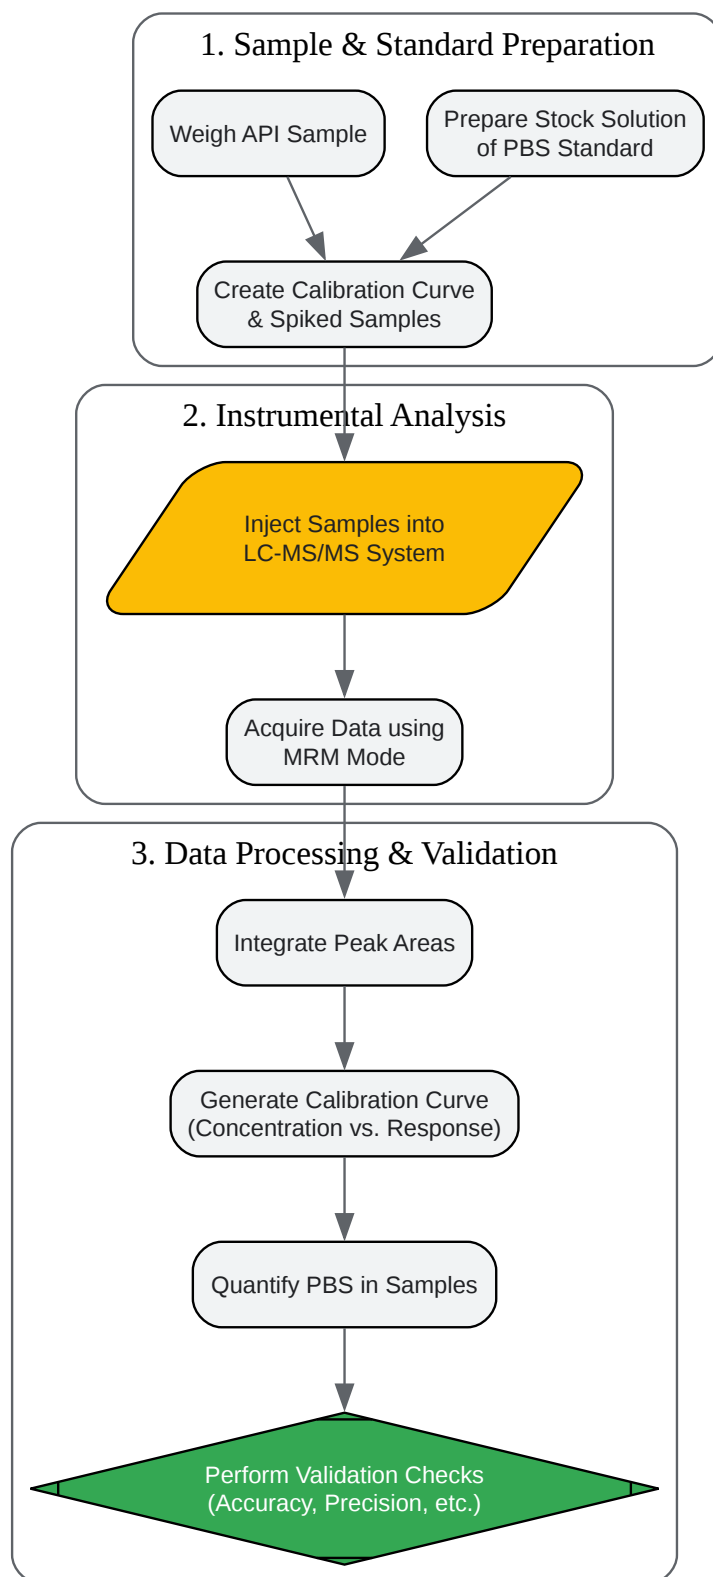 1. Sample & Standard Preparation
Weigh API Sample
Prepare Stock Solution
of PBS Standard
Create Calibration Curve
& Spiked Samples
2. Instrumental Analysis
Inject Samples into
LC-MS/MS System
Acquire Data using
MRM Mode
3. Data Processing & Validation
Integrate Peak Areas
Generate Calibration Curve
(Concentration vs. Response)
Quantify PBS in Samples
Perform Validation Checks
(Accuracy, Precision, etc.)